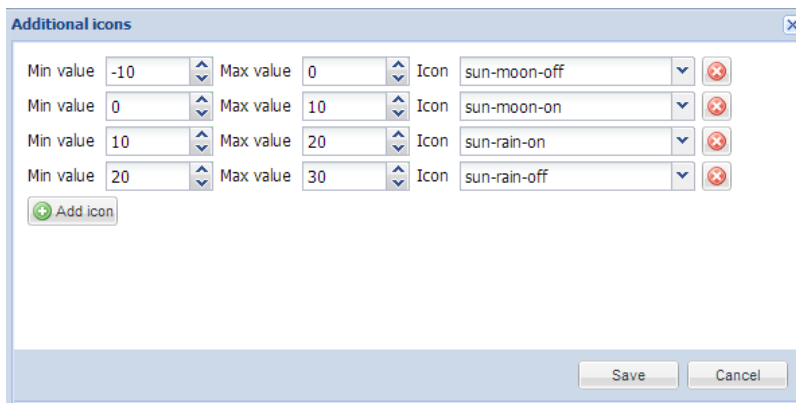 Additional icons
Min value -10 Max value 0 Icon sun-moon-off
Min value 0 Max value 10 Icon sun-moon-on
Min value 10 Max value 20 Icon sun-rain-on
Min value 20 Max value 30 Icon sun-rain-off
Add icon
Save Cancel